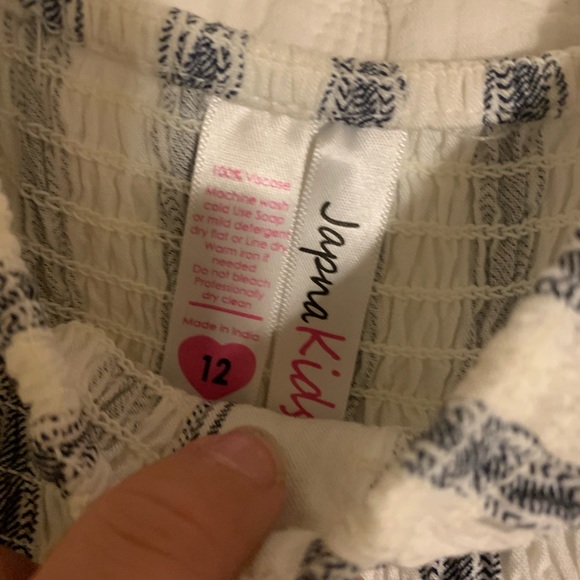 100% Viscose
Machine wash
cold Use Soap
or mild detergent
dry flat or Line dry
Warm iron if
needed
Do not bleach
Professionally
dry clean
Made in India
12
Japna Kids